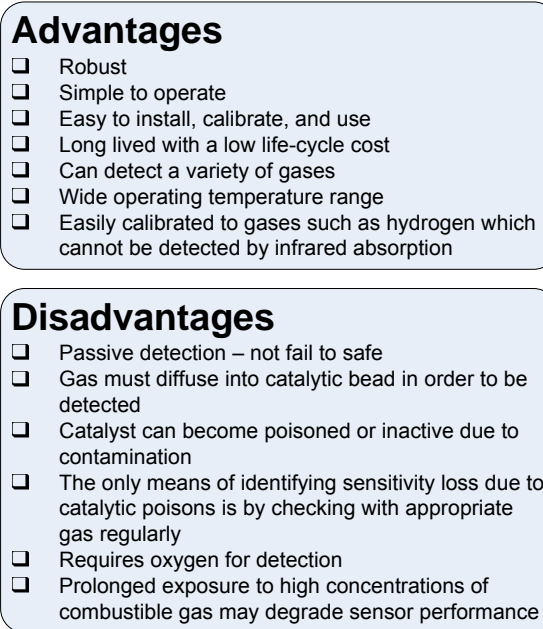 Advantages
❑ Robust
❑ Simple to operate
❑ Easy to install, calibrate, and use
❑ Long lived with a low life-cycle cost
❑ Can detect a variety of gases
❑ Wide operating temperature range
❑ Easily calibrated to gases such as hydrogen which
cannot be detected by infrared absorption
Disadvantages
❑ Passive detection – not fail to safe
❑ Gas must diffuse into catalytic bead in order to be
detected
❑ Catalyst can become poisoned or inactive due to
contamination
❑ The only means of identifying sensitivity loss due to
catalytic poisons is by checking with appropriate
gas regularly
❑ Requires oxygen for detection
❑ Prolonged exposure to high concentrations of
combustible gas may degrade sensor performance